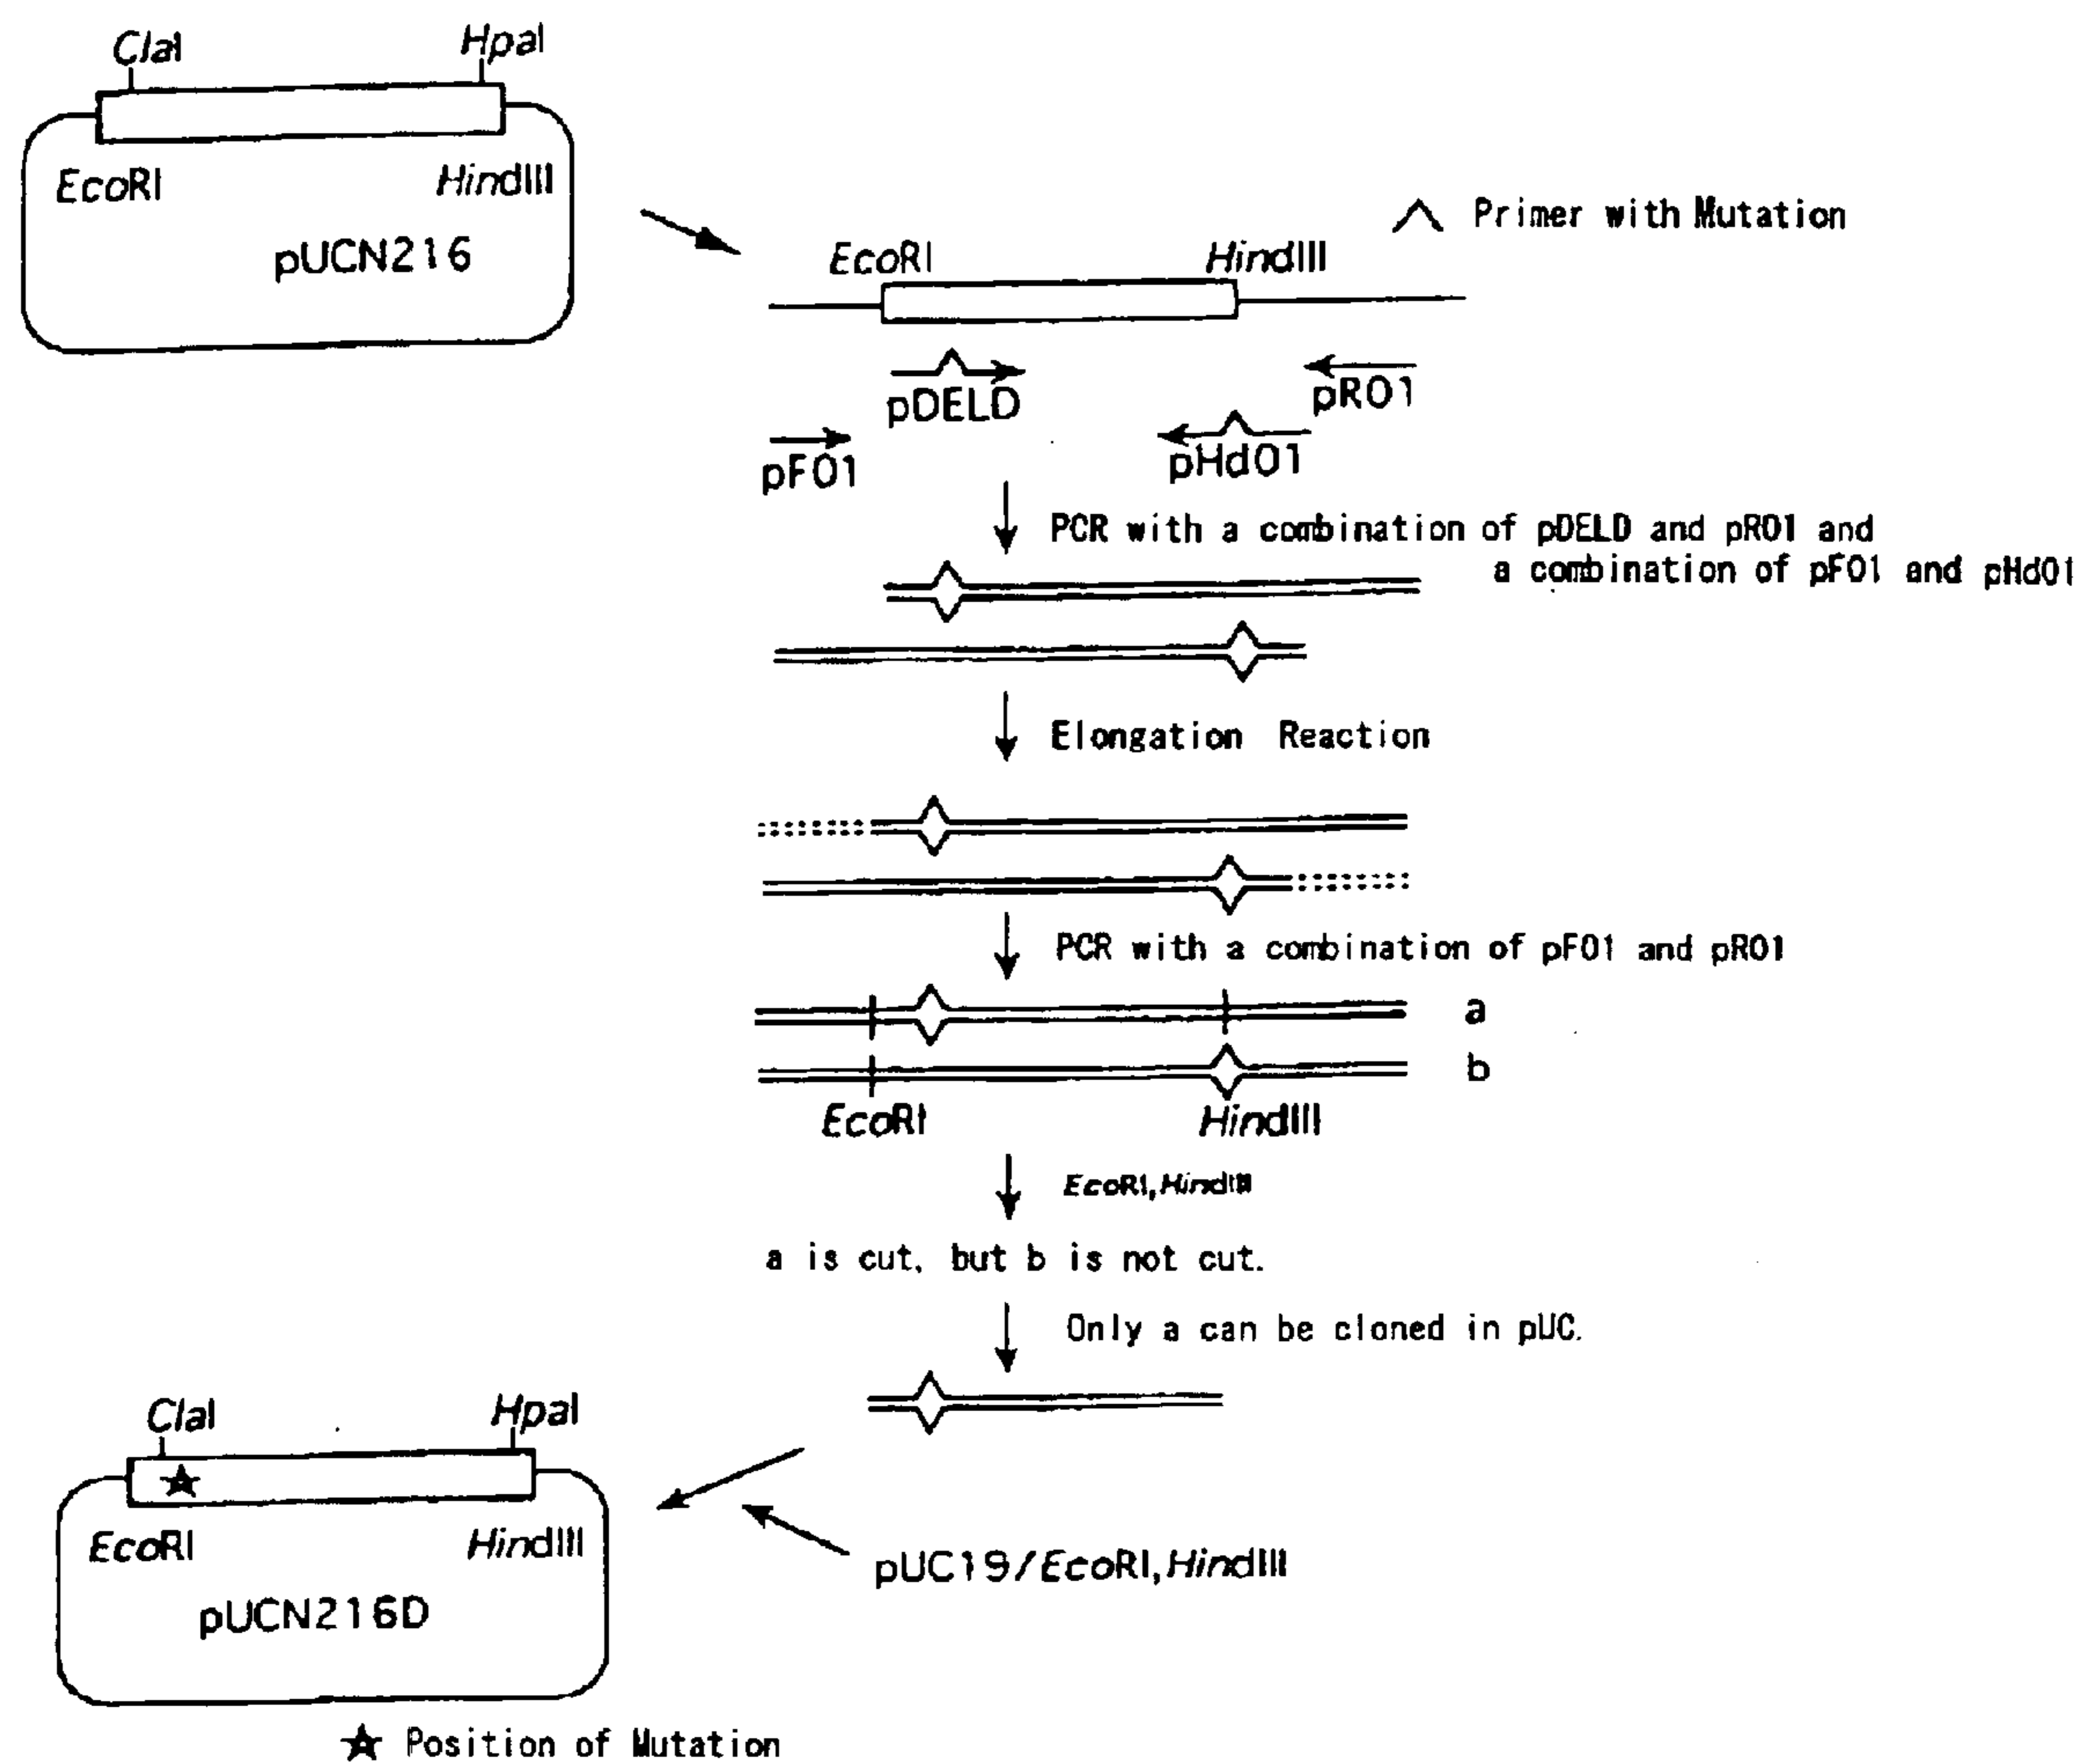 ClaI
HpaI
EcoRI
HindIII
pUCN216
Primer with Mutation
EcoRI
HindIII
pDELD
pR01
pF01
pHd01
PCR with a combination of pDELD and pR01 and
a combination of pF01 and pHd01
Elongation Reaction
PCR with a combination of pF01 and pR01
a
b
EcoRI
HindIII
EcoRI, HindIII
a is cut, but b is not cut.
Only a can be cloned in pUC.
ClaI
HpaI
EcoRI
HindIII
pUCN216D
pUC19/EcoRI, HindIII
★ Position of Mutation